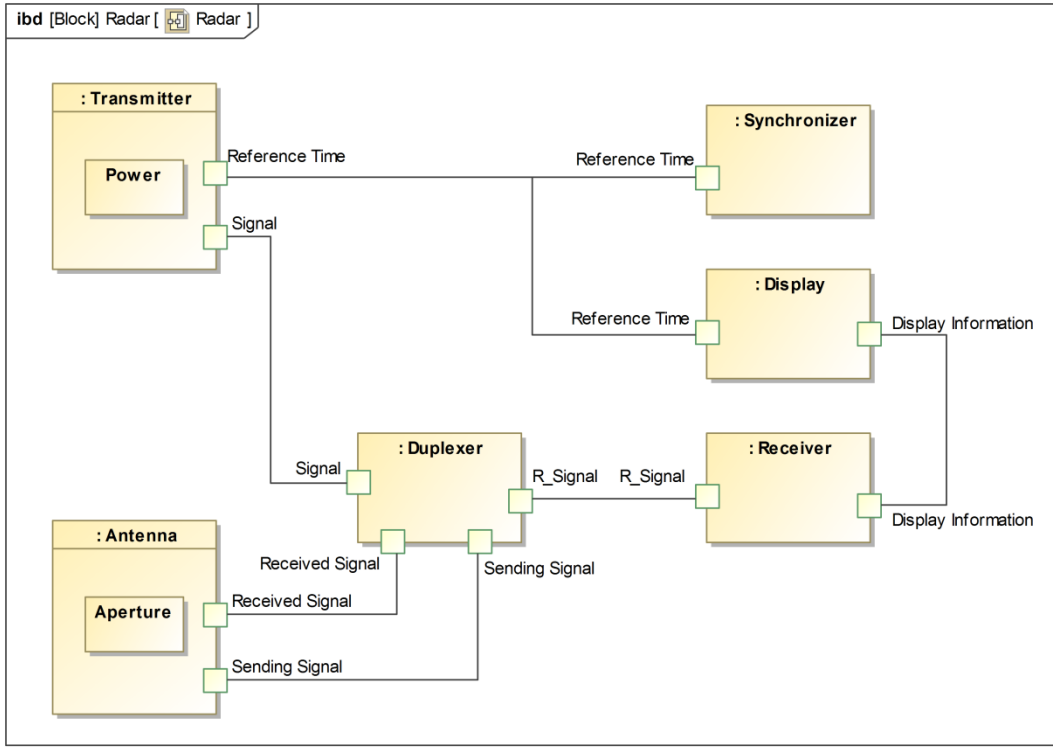 ibd [Block] Radar [ Radar ]
: Transmitter
Power
Reference Time
Signal
Reference Time
: Synchronizer
Reference Time
: Display
Display Information
Signal
: Duplexer
R_Signal
R_Signal
: Receiver
Display Information
: Antenna
Aperture
Received Signal
Sending Signal
Received Signal
Sending Signal